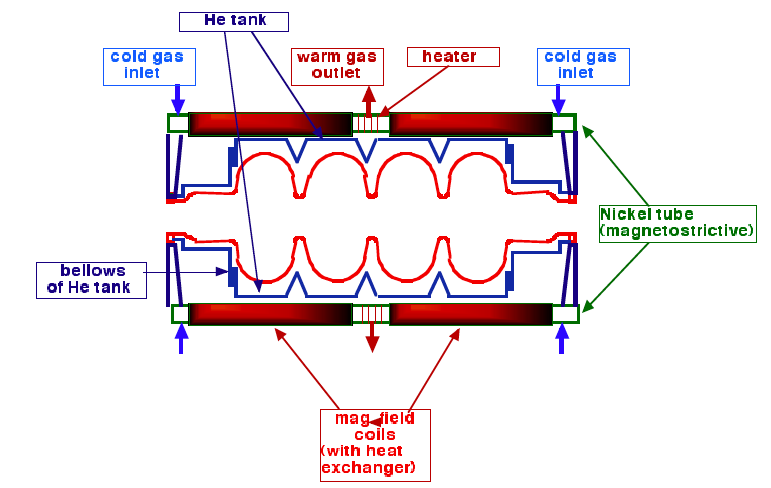 He tank
cold gas
inlet
warm gas
outlet
heater
cold gas
inlet
Nickel tube
(magnetostrictive)
bellows
of He tank
mag.-field
coils
(with heat
exchanger)